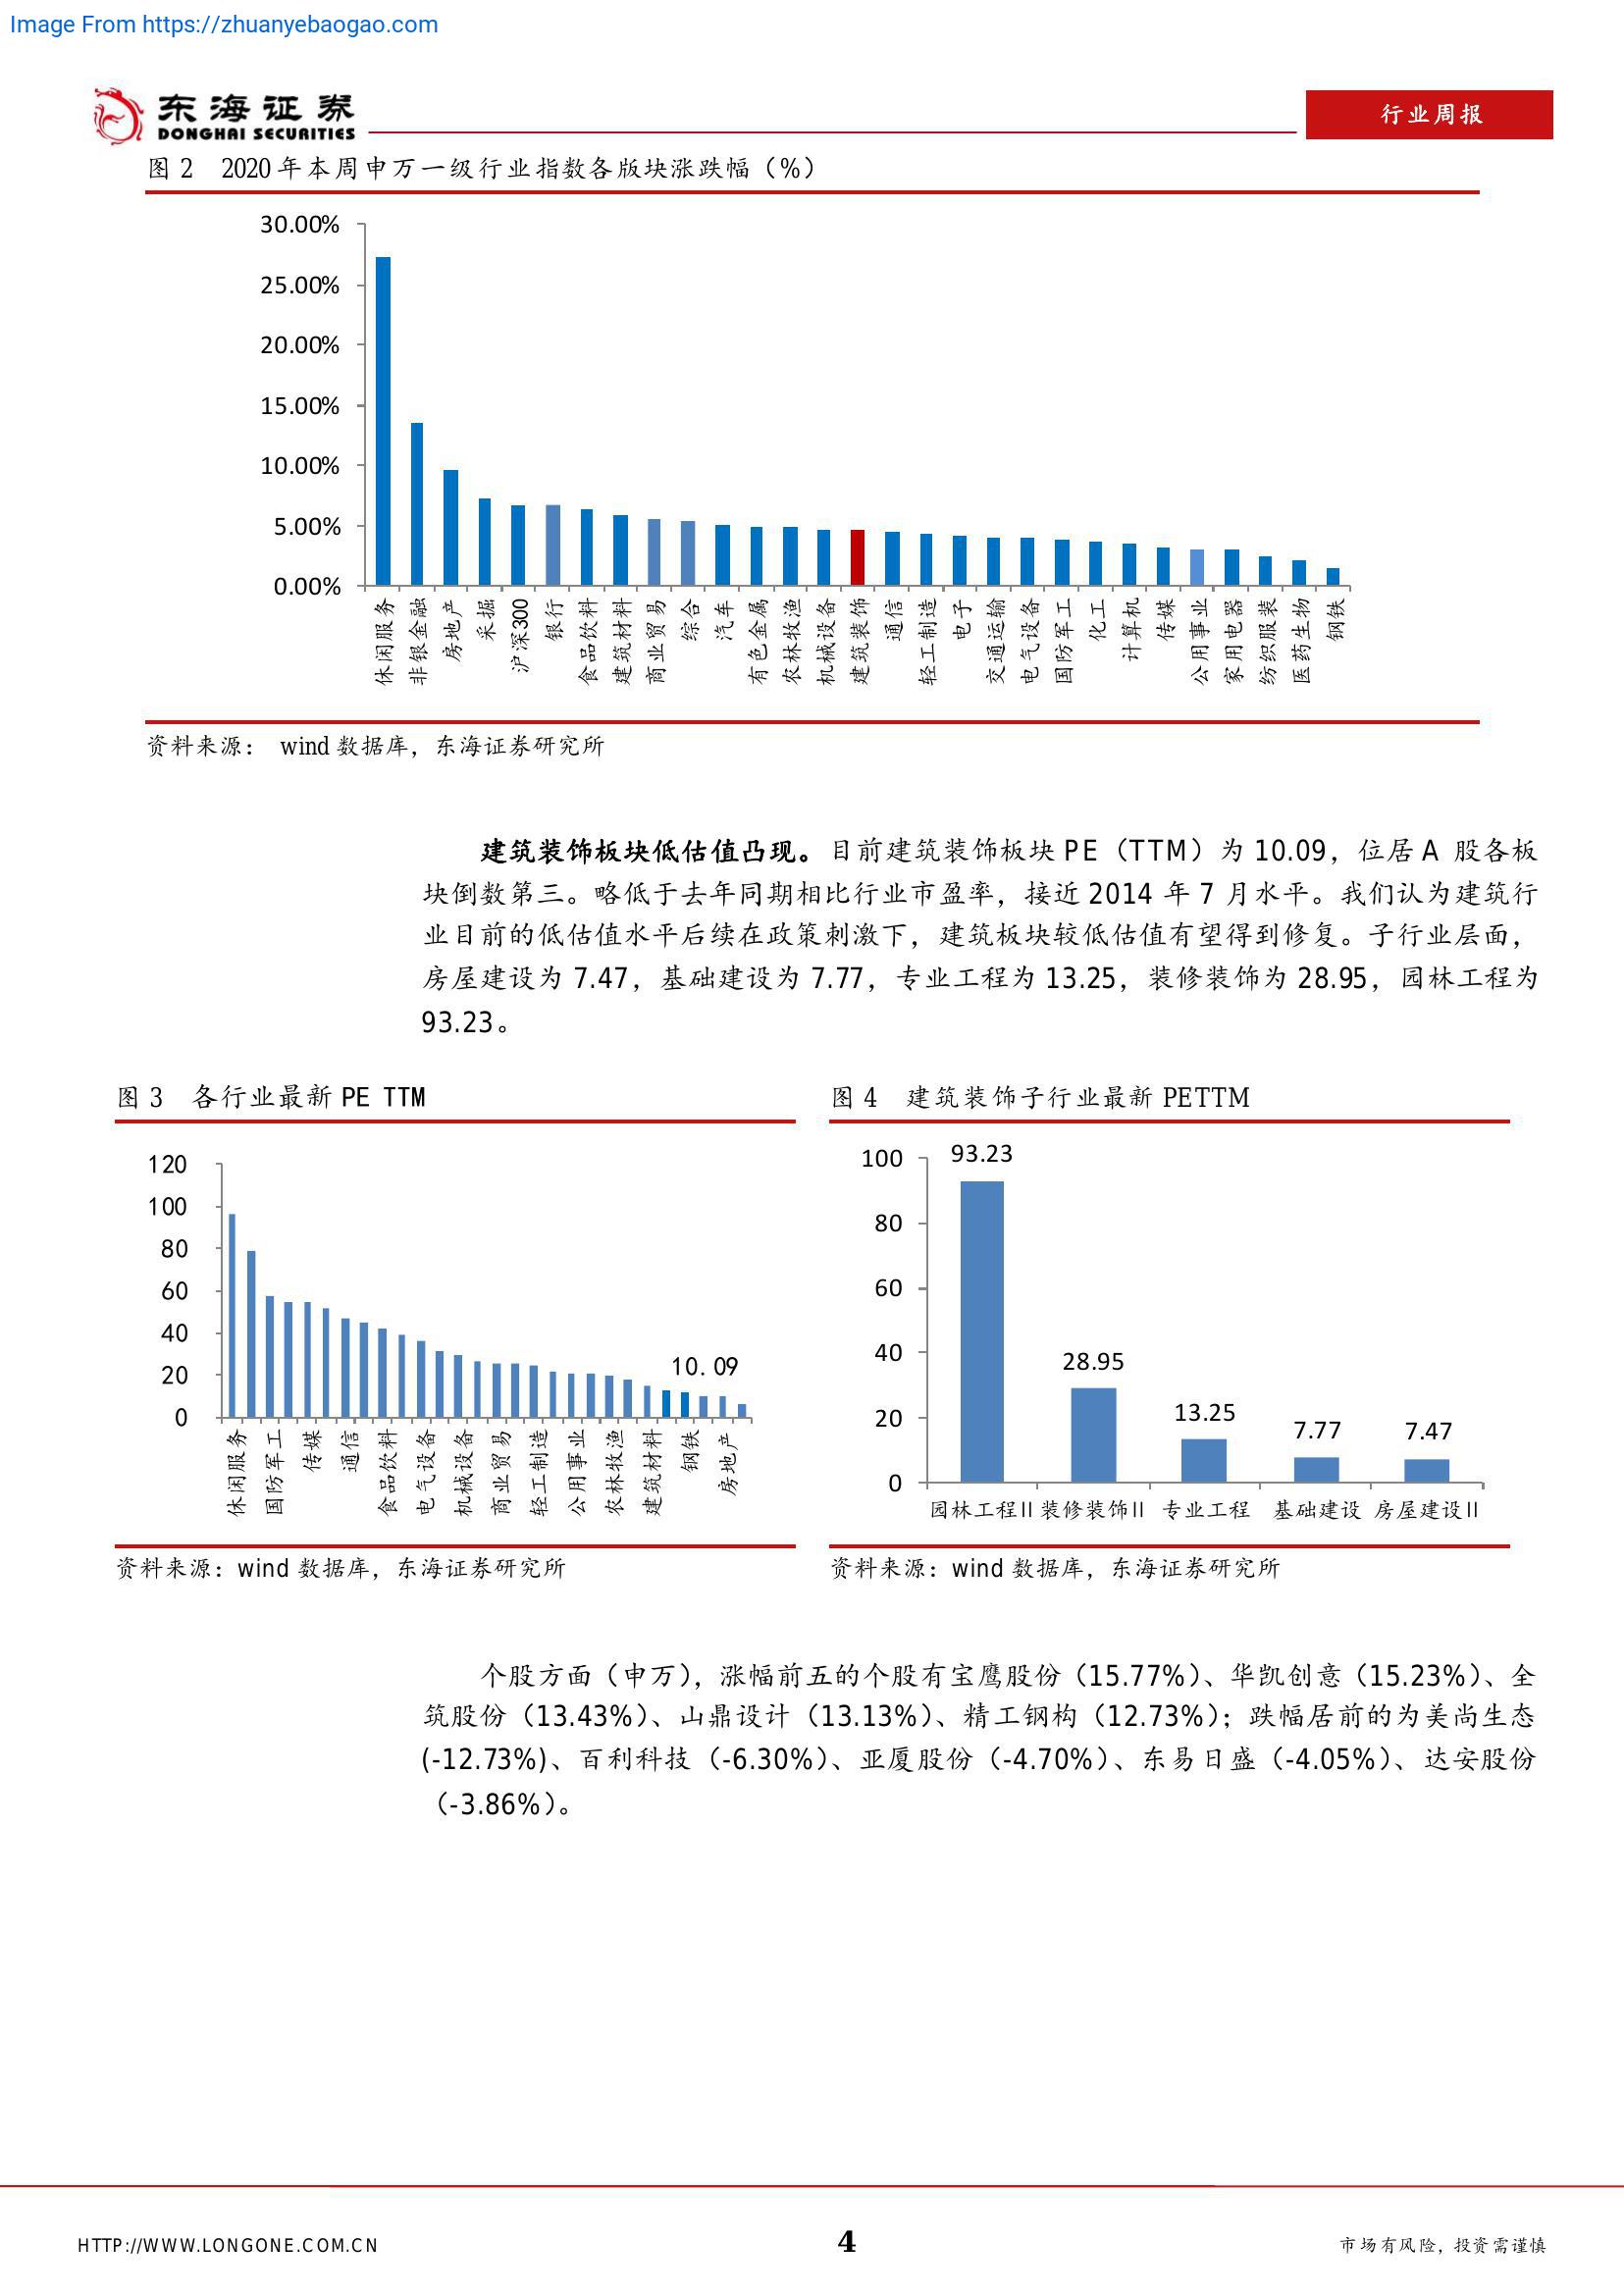 Image From https://zhuanyebaogao.com
东海证券
DONGHAI SECURITIES
行业周报
图 2 2020年本周申万一级行业指数各版块涨跌幅（%）
30.00%
25.00%
20.00%
15.00%
10.00%
5.00%
0.00%
休闲服务
非银金融
房地产
采掘
沪深300
银行
食品饮料
建筑材料
商业贸易
综合
汽车
有色金属
农林牧渔
机械设备
建筑装饰
通信
轻工制造
电子
交通运输
电气设备
国防军工
化工
计算机
传媒
公用事业
家用电器
纺织服装
医药生物
钢铁
资料来源： wind 数据库，东海证券研究所
建筑装饰板块低估值凸现。目前建筑装饰板块 PE（TTM）为 10.09，位居 A 股各板
块倒数第三。略低于去年同期相比行业市盈率，接近 2014 年 7 月水平。我们认为建筑行
业目前的低估值水平后续在政策刺激下，建筑板块较低估值有望得到修复。子行业层面，
房屋建设为 7.47，基础建设为 7.77，专业工程为 13.25，装修装饰为 28.95，园林工程为
93.23。
图 3 各行业最新 PE TTM
120
100
80
60
40
20
0
10.09
休闲服务
国防军工
传媒
通信
食品饮料
电气设备
机械设备
商业贸易
轻工制造
公用事业
农林牧渔
建筑材料
钢铁
房地产
资料来源：wind 数据库，东海证券研究所
图 4 建筑装饰子行业最新 PETTM
100
80
60
40
20
0
93.23
28.95
13.25
7.77
7.47
园林工程II 装修装饰II 专业工程 基础建设 房屋建设II
资料来源：wind 数据库，东海证券研究所
个股方面（申万），涨幅前五的个股有宝鹰股份（15.77%）、华凯创意（15.23%）、全
筑股份（13.43%）、山鼎设计（13.13%）、精工钢构（12.73%）；跌幅居前的为美尚生态
(-12.73%)、百利科技（-6.30%）、亚厦股份（-4.70%）、东易日盛（-4.05%）、达安股份
（-3.86%）。
HTTP://WWW.LONGONE.COM.CN
4
市场有风险，投资需谨慎